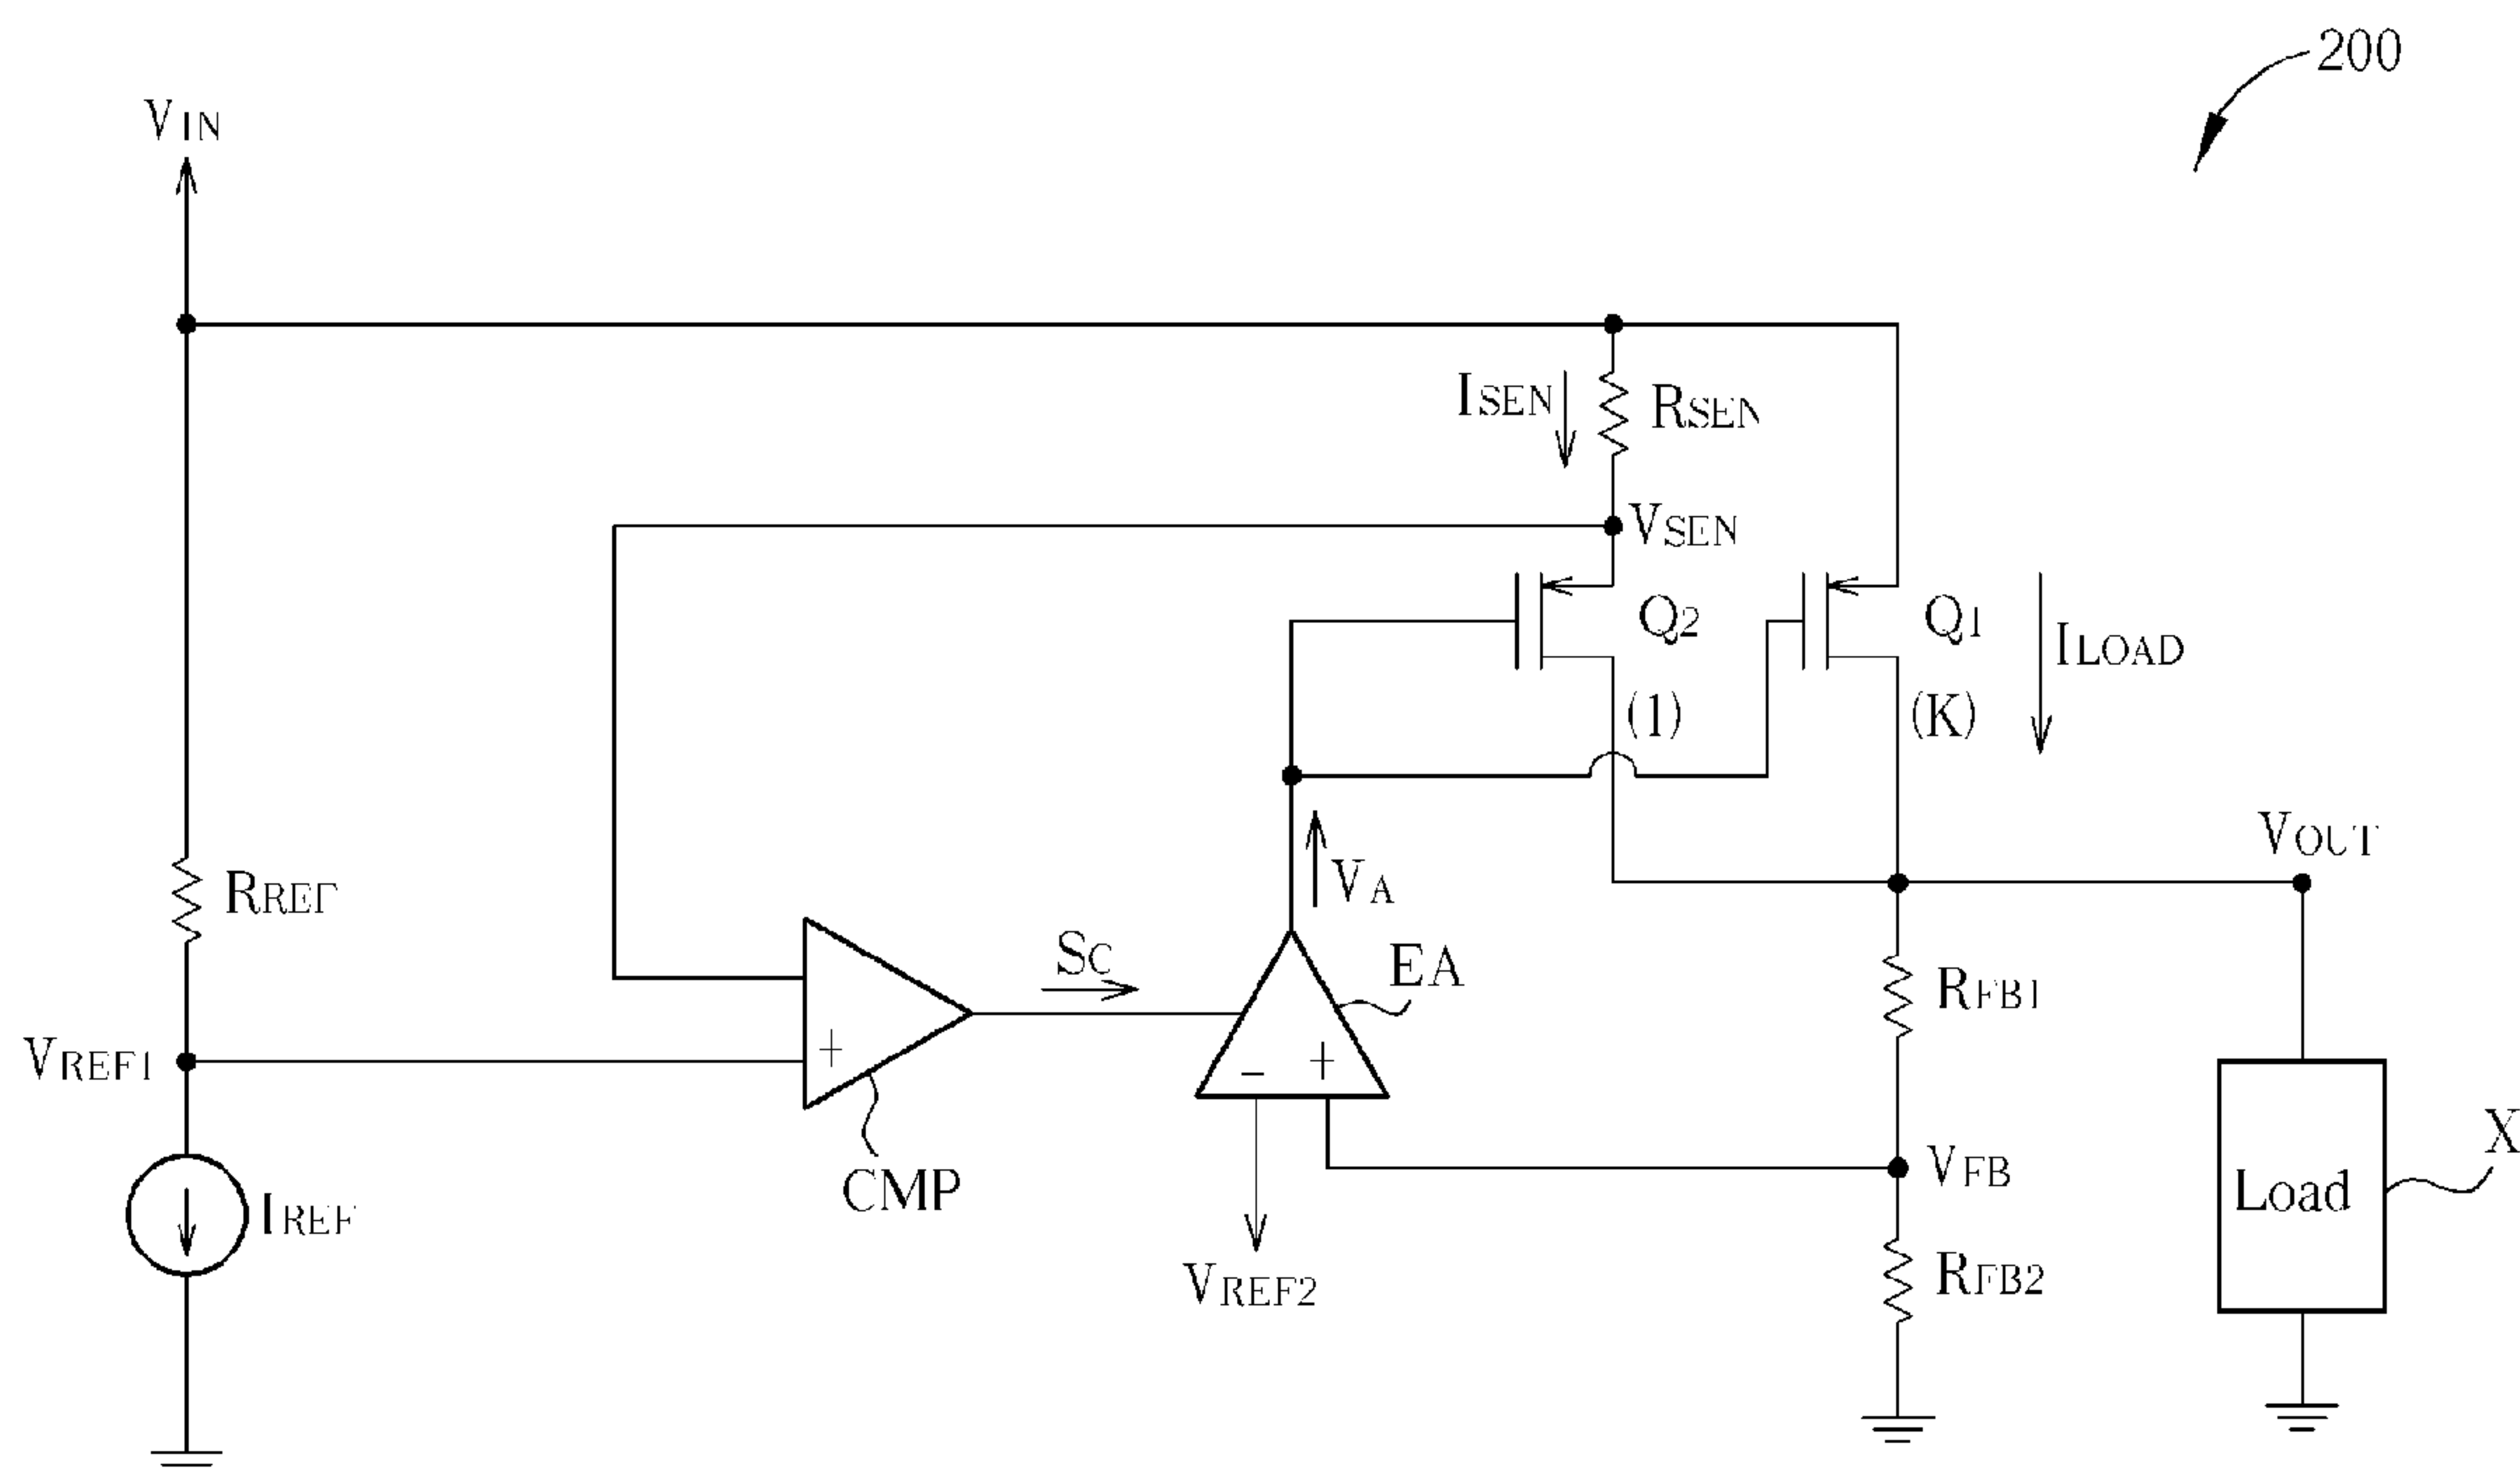 200
VIN
ISEN
RSEN
VSEN
Q2
Q1
ILOAD
(1)
(K)
VOUT
VA
RREF
SC
EA
RFB1
+
VREF1
- +
CMP
VFB
X
Load
IREF
VREF2
RFB2